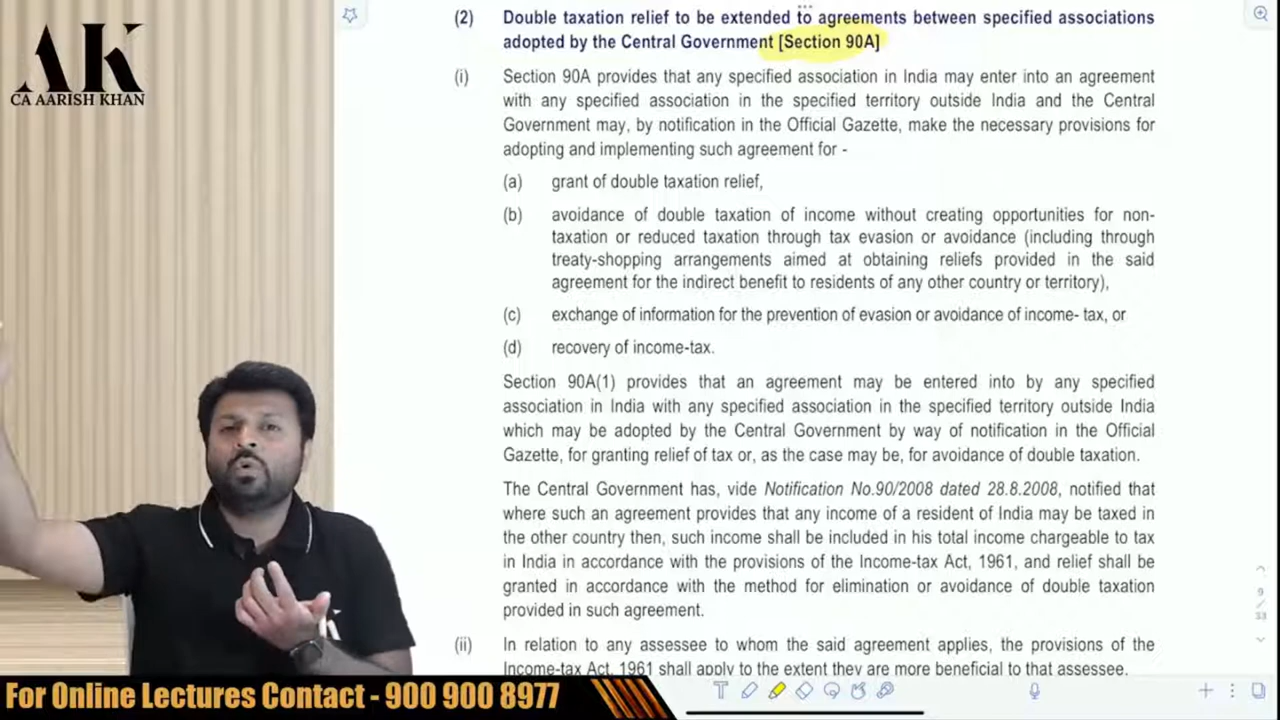 AK
CA AARISH KHAN
(2) Double taxation relief to be extended to agreements between specified associations
adopted by the Central Government [Section 90A]
(i) Section 90A provides that any specified association in India may enter into an agreement
with any specified association in the specified territory outside India and the Central
Government may, by notification in the Official Gazette, make the necessary provisions for
adopting and implementing such agreement for -
(a) grant of double taxation relief,
(b) avoidance of double taxation of income without creating opportunities for non-
taxation or reduced taxation through tax evasion or avoidance (including through
treaty-shopping arrangements aimed at obtaining reliefs provided in the said
agreement for the indirect benefit to residents of any other country or territory),
(c) exchange of information for the prevention of evasion or avoidance of income- tax, or
(d) recovery of income-tax.
Section 90A(1) provides that an agreement may be entered into by any specified
association in India with any specified association in the specified territory outside India
which may be adopted by the Central Government by way of notification in the Official
Gazette, for granting relief of tax or, as the case may be, for avoidance of double taxation.
The Central Government has, vide Notification No.90/2008 dated 28.8.2008, notified that
where such an agreement provides that any income of a resident of India may be taxed in
the other country then, such income shall be included in his total income chargeable to tax
in India in accordance with the provisions of the Income-tax Act, 1961, and relief shall be
granted in accordance with the method for elimination or avoidance of double taxation
provided in such agreement.
(ii) In relation to any assessee to whom the said agreement applies, the provisions of the
Income-tax Act, 1961 shall apply to the extent they are more beneficial to that assessee.
9
/
33
For Online Lectures Contact - 900 900 8977